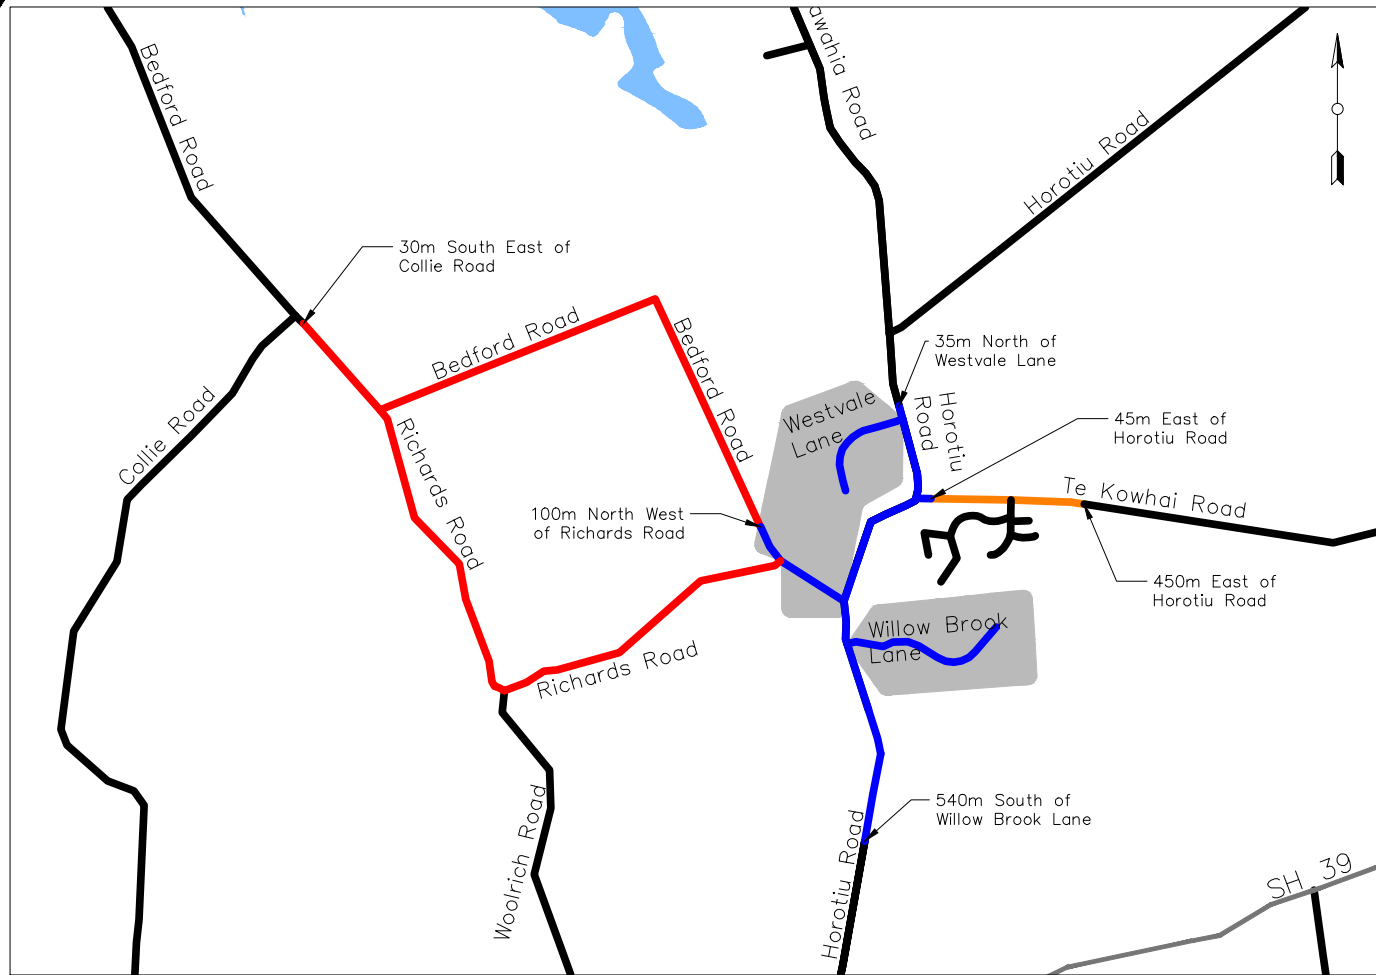 awahia Road
Bedford Road
Horotiu Road
30m South East of
Collie Road
Bedford Road
Bedford Road
35m North of
Westvale Lane
Collie Road
Richards Road
Westvale
Lane
Horotiu
Road
45m East of
Horotiu Road
Te Kowhai Road
100m North West
of Richards Road
450m East of
Horotiu Road
Willow Brook
Lane
Richards Road
540m South of
Willow Brook Lane
Woolrich Road
Horotiu Road
SH 39